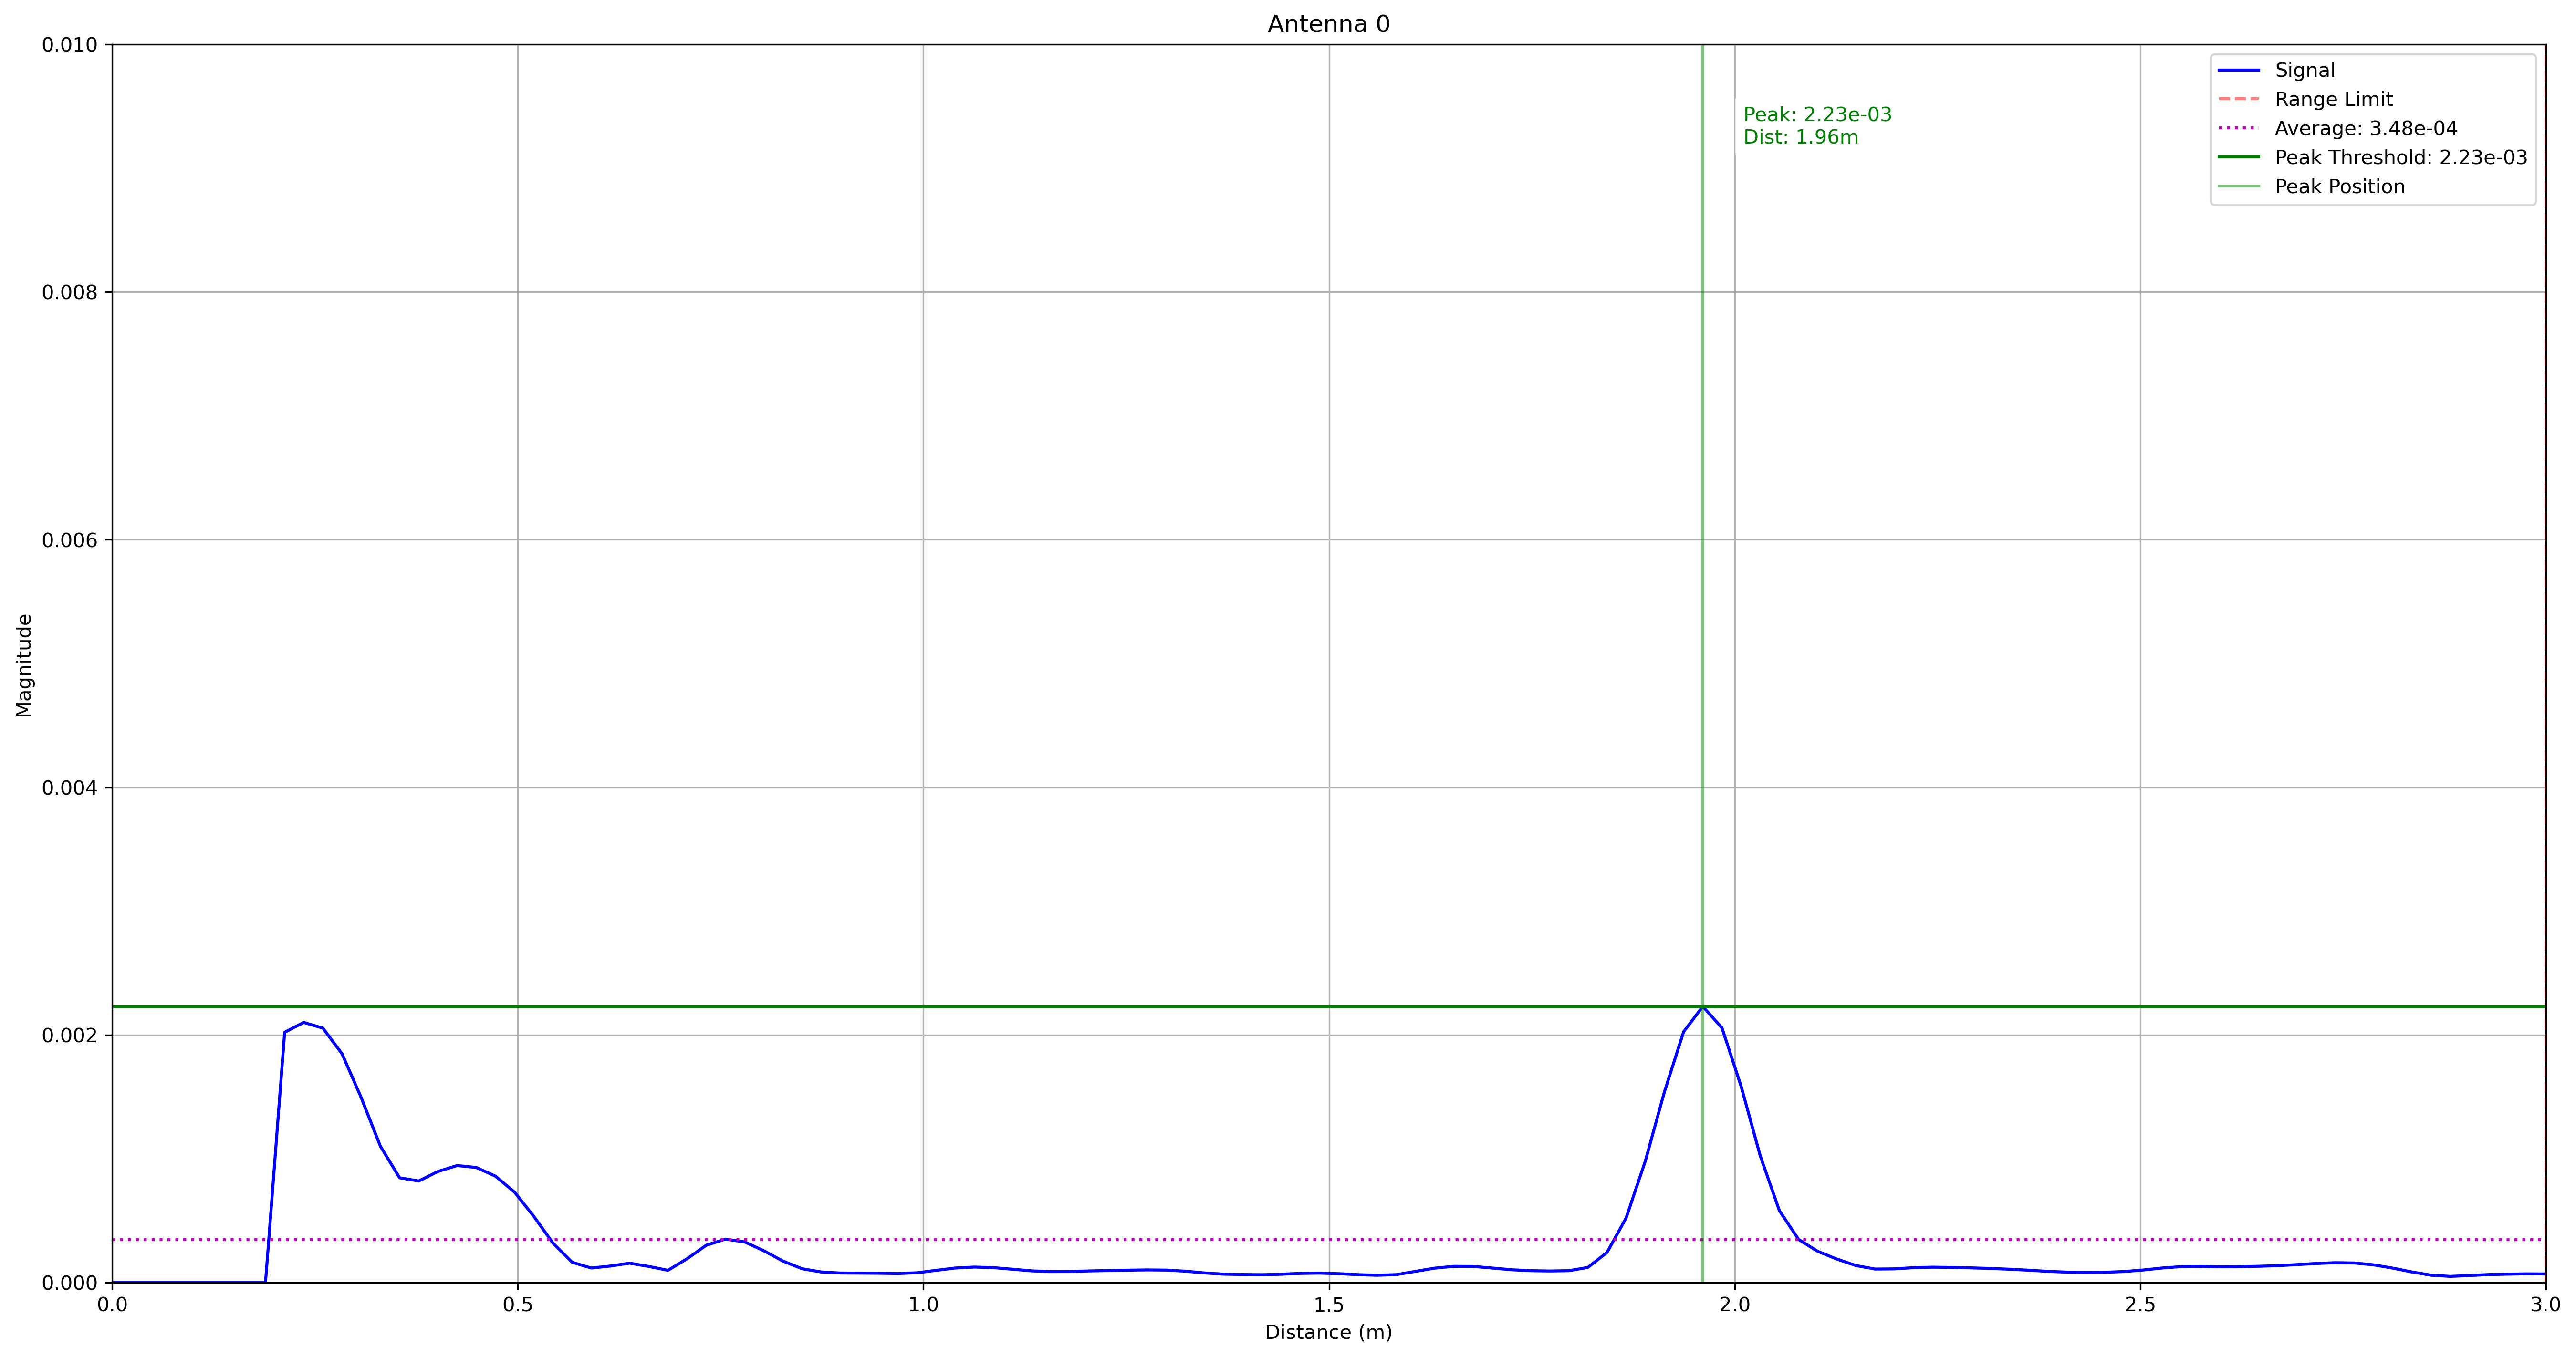 Antenna 0
0.010
0.008
0.006
0.004
0.002
0.000
Magnitude
0.0
0.5
1.0
1.5
2.0
2.5
3.0
Distance (m)
Peak: 2.23e-03
Dist: 1.96m
Signal
Range Limit
Average: 3.48e-04
Peak Threshold: 2.23e-03
Peak Position